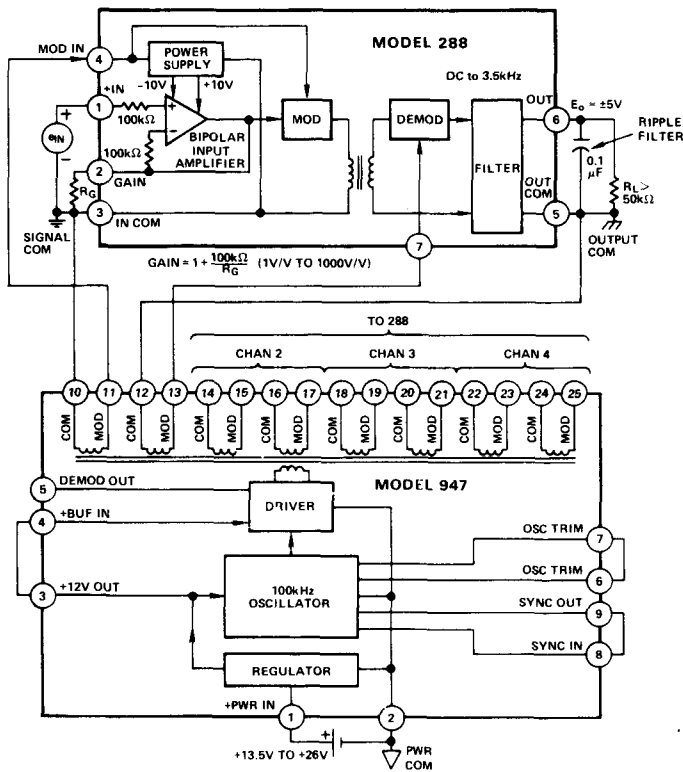 MODEL 288
MOD IN
4
POWER
SUPPLY
-10V
+10V
DC to 3.5kHz
+IN
1
100kΩ
+
-
100kΩ
BIPOLAR
INPUT
AMPLIFIER
MOD
DEMOD
FILTER
OUT
6
E₀ = ±5V
RIPPLE
FILTER
0.1
μF
+
eIN
-
2
GAIN
RG
3
IN COM
SIGNAL
COM
OUT
COM
5
RL >
50kΩ
OUTPUT
COM
7
GAIN = 1 + 100kΩ/RG (1V/V TO 1000V/V)
TO 288
CHAN 2
CHAN 3
CHAN 4
10 11 12 13 14 15 16 17 18 19 20 21 22 23 24 25
COM MOD COM MOD COM MOD COM MOD COM MOD COM MOD COM MOD COM MOD
MODEL 947
5
DEMOD OUT
DRIVER
4
+BUF IN
OSC TRIM
7
3
+12V OUT
100kHz
OSCILLATOR
OSC TRIM
6
SYNC OUT
9
SYNC IN
8
REGULATOR
+PWR IN
1
2
+
+13.5V TO +26V
PWR
COM